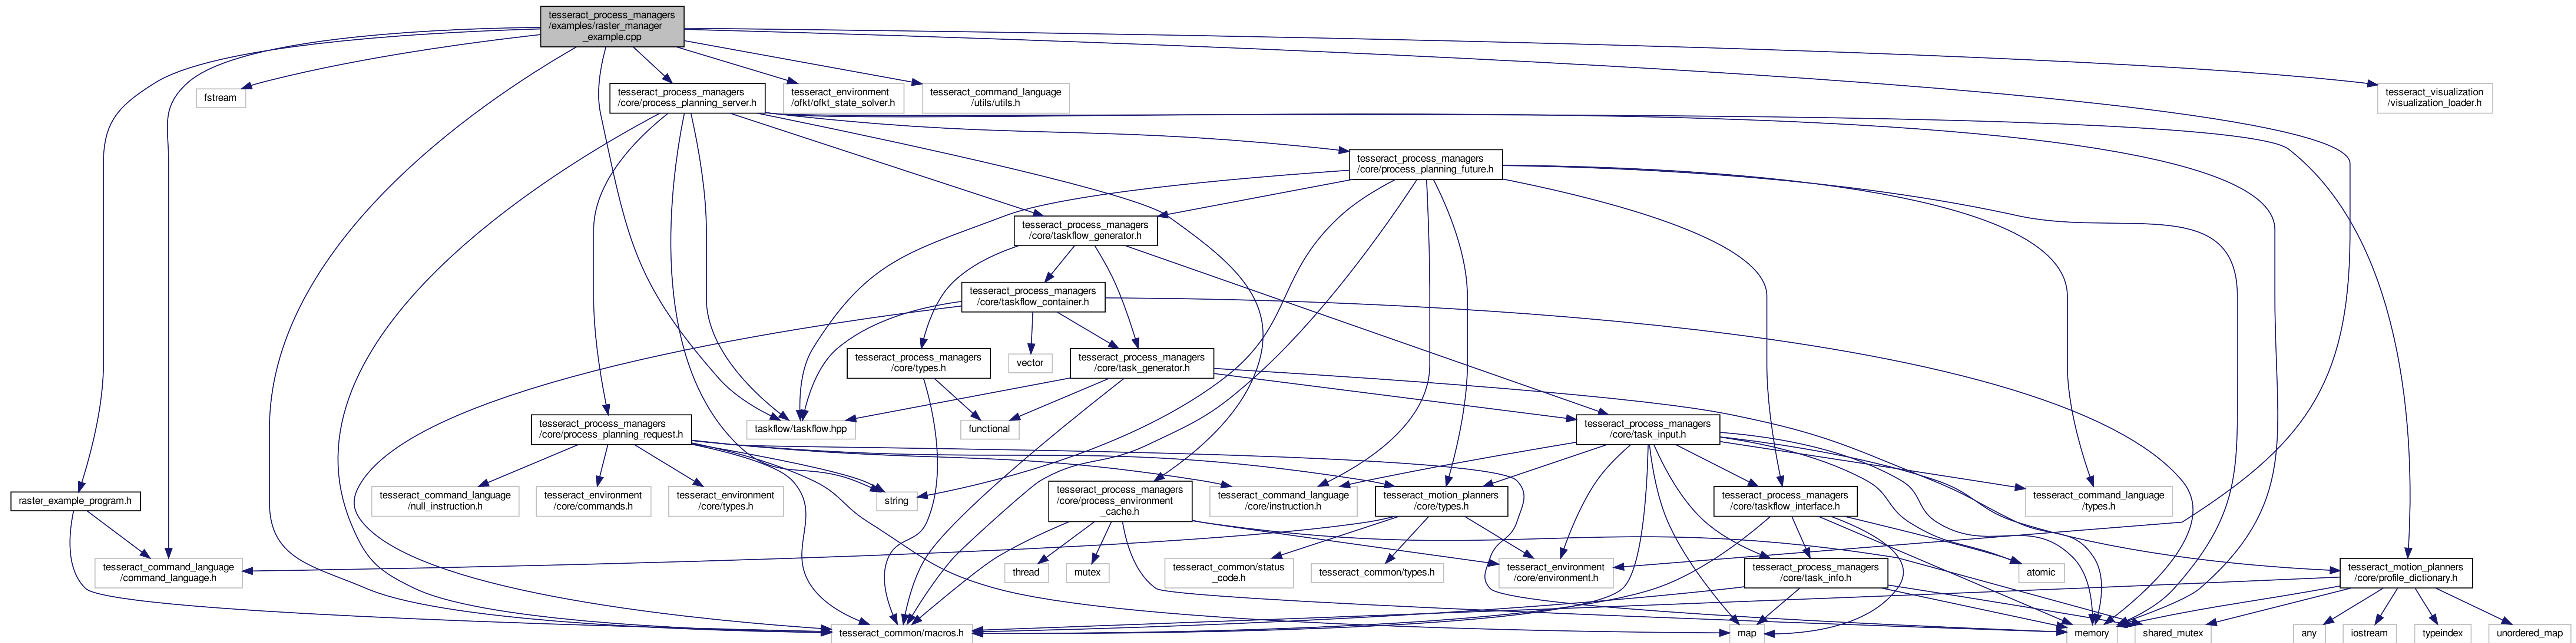 tesseract_process_managers
/examples/raster_manager
_example.cpp
fstream
tesseract_process_managers
/core/process_planning_server.h
tesseract_environment
/ofkt/ofkt_state_solver.h
tesseract_command_language
/utils/utils.h
tesseract_visualization
/visualization_loader.h
tesseract_process_managers
/core/process_planning_future.h
tesseract_process_managers
/core/taskflow_generator.h
tesseract_process_managers
/core/taskflow_container.h
tesseract_process_managers
/core/types.h
vector
tesseract_process_managers
/core/task_generator.h
taskflow/taskflow.hpp
functional
tesseract_process_managers
/core/process_planning_request.h
tesseract_process_managers
/core/task_input.h
raster_example_program.h
tesseract_command_language
/null_instruction.h
tesseract_environment
/core/commands.h
tesseract_environment
/core/types.h
string
tesseract_process_managers
/core/process_environment
_cache.h
tesseract_command_language
/core/instruction.h
tesseract_motion_planners
/core/types.h
tesseract_process_managers
/core/taskflow_interface.h
tesseract_command_language
/types.h
tesseract_command_language
/command_language.h
thread
mutex
tesseract_common/status
_code.h
tesseract_common/types.h
tesseract_environment
/core/environment.h
tesseract_process_managers
/core/task_info.h
atomic
tesseract_motion_planners
/core/profile_dictionary.h
tesseract_common/macros.h
map
memory
shared_mutex
any
iostream
typeindex
unordered_map